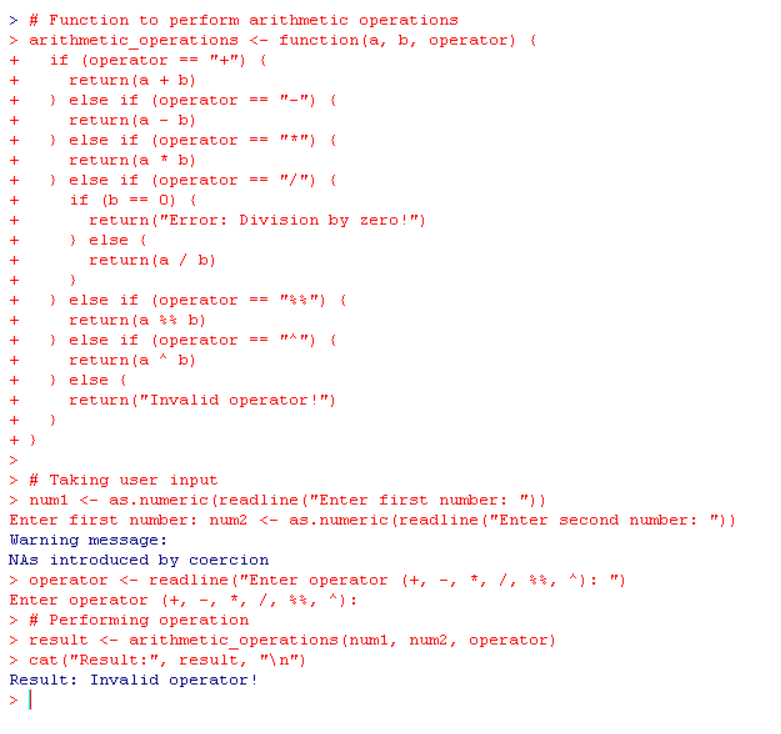 > # Function to perform arithmetic operations
> arithmetic_operations <- function(a, b, operator) {
+   if (operator == "+") {
+     return(a + b)
+   } else if (operator == "-") {
+     return(a - b)
+   } else if (operator == "*") {
+     return(a * b)
+   } else if (operator == "/") {
+     if (b == 0) {
+       return("Error: Division by zero!")
+     } else {
+       return(a / b)
+     }
+   } else if (operator == "%%") {
+     return(a %% b)
+   } else if (operator == "^") {
+     return(a ^ b)
+   } else {
+     return("Invalid operator!")
+   }
+ }
>
> # Taking user input
> num1 <- as.numeric(readline("Enter first number: "))
Enter first number: num2 <- as.numeric(readline("Enter second number: "))
Warning message:
NAs introduced by coercion
> operator <- readline("Enter operator (+, -, *, /, %%, ^): ")
Enter operator (+, -, *, /, %%, ^):
> # Performing operation
> result <- arithmetic_operations(num1, num2, operator)
> cat("Result:", result, "\n")
Result: Invalid operator!
>